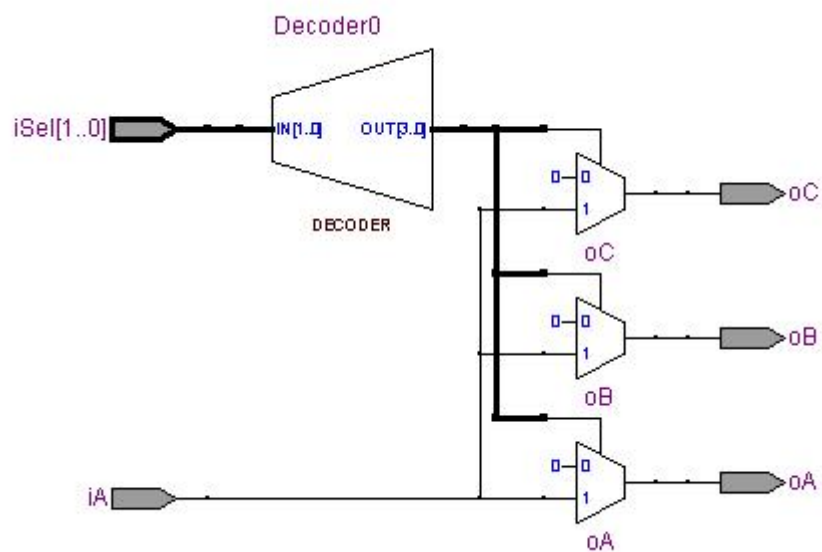 Decoder0
iSel[1..0]
IN[1..0]
OUT[3..0]
DECODER
0
0
1
oC
oC
0
0
1
oB
oB
0
0
1
oA
oA
iA